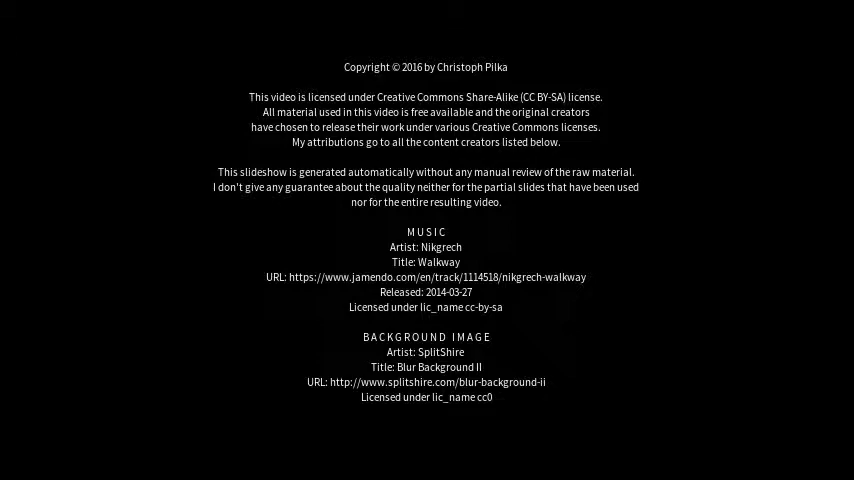 Copyright © 2016 by Christoph Pilka
This video is licensed under Creative Commons Share-Alike (CC BY-SA) license.
All material used in this video is free available and the original creators
have chosen to release their work under various Creative Commons licenses.
My attributions go to all the content creators listed below.
This slideshow is generated automatically without any manual review of the raw material.
I don't give any guarantee about the quality neither for the partial slides that have been used
nor for the entire resulting video.
MUSIC
Artist: Nikgrech
Title: Walkway
URL: https://www.jamendo.com/en/track/1114518/nikgrech-walkway
Released: 2014-03-27
Licensed under lic_name cc-by-sa
BACKGROUND IMAGE
Artist: SplitShire
Title: Blur Background II
URL: http://www.splitshire.com/blur-background-ii
Licensed under lic_name cc0